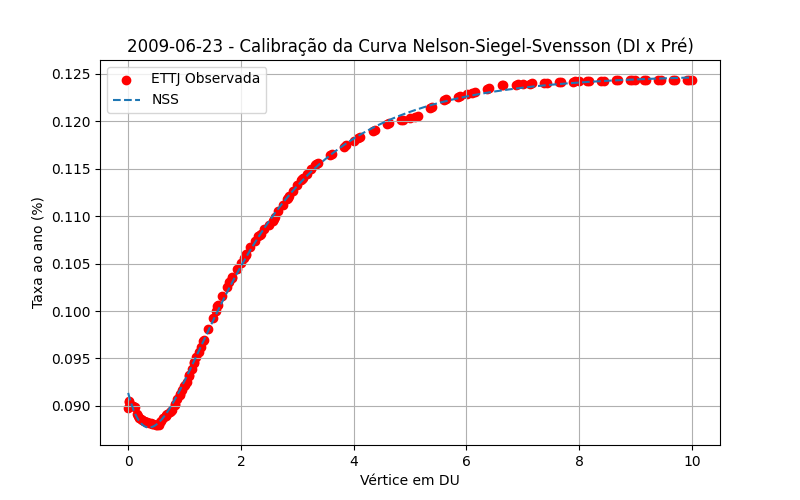 2009-06-23 - Calibração da Curva Nelson-Siegel-Svensson (DI x Pré)
ETTJ Observada
NSS
Taxa ao ano (%)
0.125
0.120
0.115
0.110
0.105
0.100
0.095
0.090
0 2 4 6 8 10
Vértice em DU